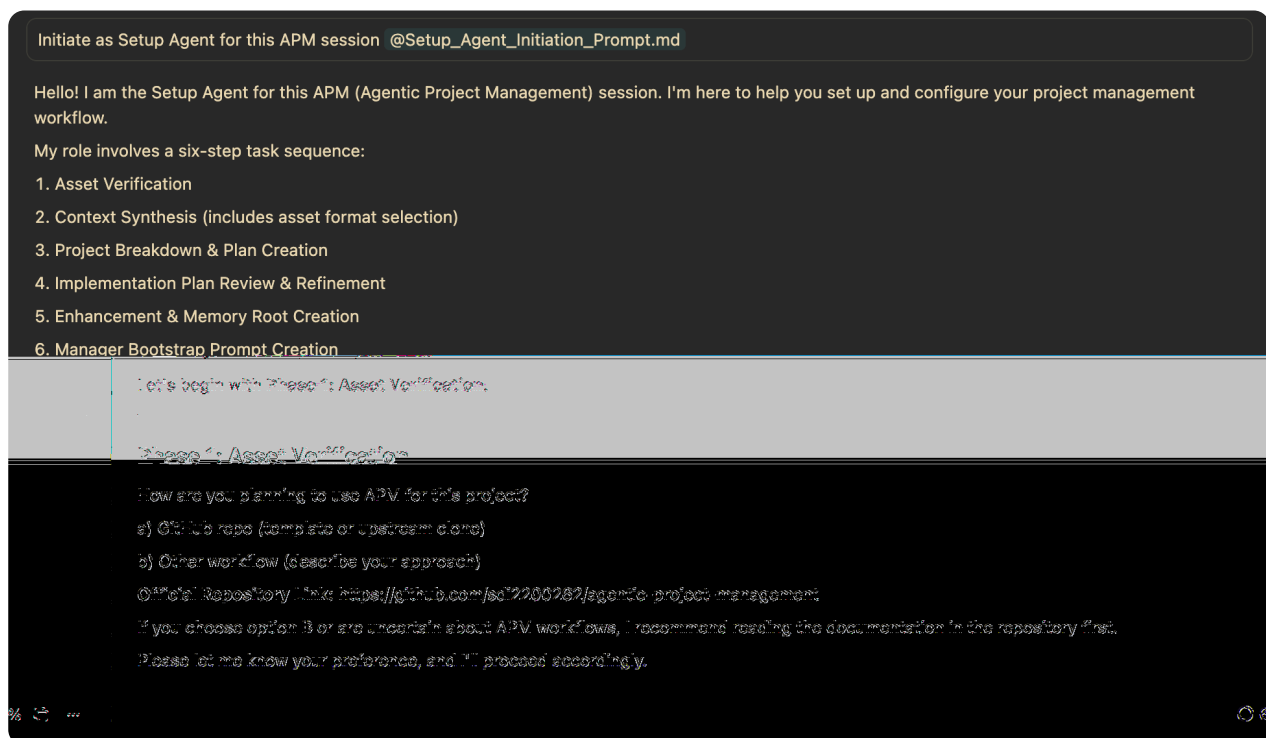 Initiate as Setup Agent for this APM session @Setup_Agent_Initiation_Prompt.md
Hello! I am the Setup Agent for this APM (Agentic Project Management) session. I'm here to help you set up and configure your project management
workflow.
My role involves a six-step task sequence:
1. Asset Verification
2. Context Synthesis (includes asset format selection)
3. Project Breakdown & Plan Creation
4. Implementation Plan Review & Refinement
5. Enhancement & Memory Root Creation
6. Manager Bootstrap Prompt Creation
Let's begin with Phase 1: Asset Verification.
Phase 1: Asset Verification
How are you planning to use APM for this project?
a) GitHub repo (template or upstream clone)
b) Other workflow (describe your approach)
Official Repository Link: https://github.com/sdi2200262/agentic-project-management
If you choose option B or are uncertain about APM workflows, I recommend reading the documentation in the repository first.
Please let me know your preference, and I'll proceed accordingly.